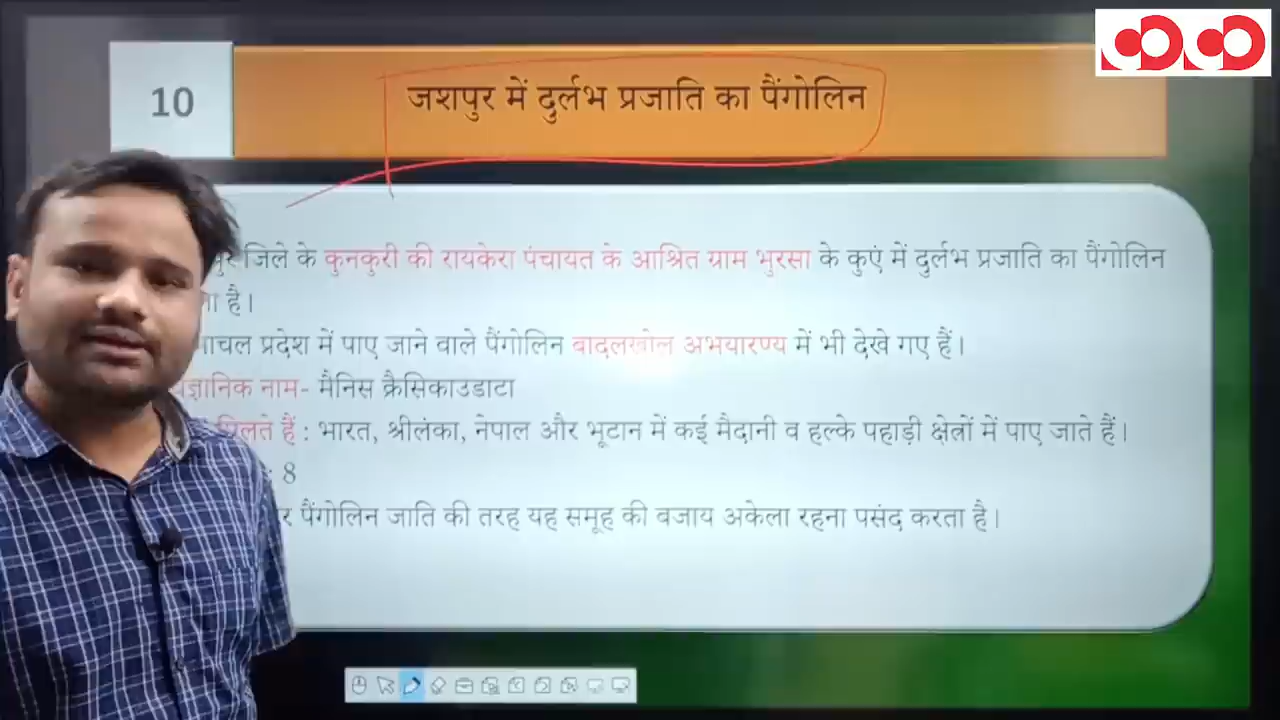 10
जशपुर में दुर्लभ प्रजाति का पैंगोलिन
जिले के कुनकुरी की रायकेरा पंचायत के आश्रित ग्राम भुरसा के कुएं में दुर्लभ प्रजाति का पैंगोलिन
है।
प्रदेश में पाए जाने वाले पैंगोलिन बादलखोल अभयारण्य में भी देखे गए हैं।
नाम- मैनिस क्रैसिकाउडाटा
मिलते हैं : भारत, श्रीलंका, नेपाल और भूटान में कई मैदानी व हल्के पहाड़ी क्षेत्रों में पाए जाते हैं।
: 8
पैंगोलिन जाति की तरह यह समूह की बजाय अकेला रहना पसंद करता है।